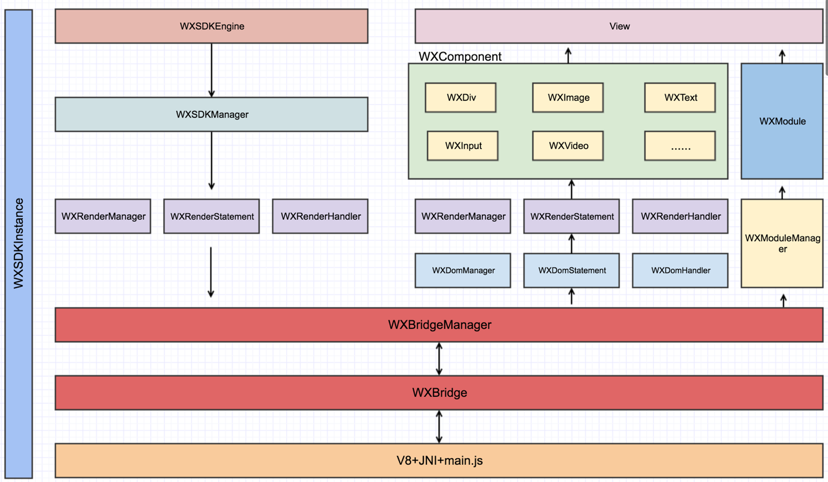 WXSDKInstance
WXSDKEngine
View
WXComponent
WXDiv
WXImage
WXText
WXInput
WXVideo
......
WXModule
WXSDKManager
WXRenderManager
WXRenderStatement
WXRenderHandler
WXRenderManager
WXRenderStatement
WXRenderHandler
WXModuleManag
er
WXDomManager
WXDomStatement
WXDomHandler
WXBridgeManager
WXBridge
V8+JNI+main.js